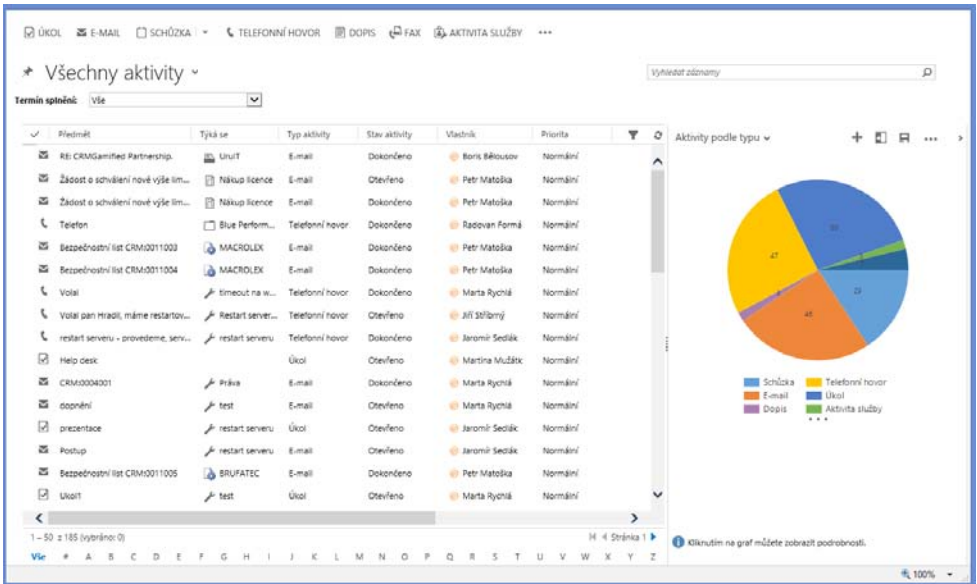 ÚKOL E-MAIL SCHŮZKA TELEFONNÍ HOVOR DOPIS FAX AKTIVITA SLUŽBY •••
Všechny aktivity
Vyhledat záznamy
Termín splnění: Vše
Předmět Týká se Typ aktivity Stav aktivity Vlastník Priorita
RE: CRMGamified Partnership. UruIT E-mail Dokončeno Boris Bělousov Normální
Žádost o schválení nové výše lim... Nákup licence E-mail Otevřeno Petr Matoška Normální
Žádost o schválení nové výše lim... Nákup licence E-mail Otevřeno Petr Matoška Normální
Telefon Blue Perform... Telefonní hovor Dokončeno Radovan Formá Normální
Bezpečnostní list CRM:0011003 MACROLEX E-mail Dokončeno Petr Matoška Normální
Bezpečnostní list CRM:0011004 MACROLEX E-mail Dokončeno Petr Matoška Normální
Volal timeout na w... Telefonní hovor Dokončeno Marta Rychlá Normální
Volal pan Hradil, máme restartov... Restart server... Telefonní hovor Otevřeno Jiří Stříbrný Normální
restart serveru - provedeme, serv... restart serveru Telefonní hovor Dokončeno Jaromír Sedlák Normální
Help desk Úkol Otevřeno Martina Mužátk Normální
CRM:0004001 Práva E-mail Dokončeno Marta Rychlá Normální
dopnění test E-mail Otevřeno Marta Rychlá Normální
prezentace restart serveru Úkol Otevřeno Jaromír Sedlák Normální
Postup restart serveru E-mail Otevřeno Jaromír Sedlák Normální
Bezpečnostní list CRM:0011005 BRUFATEC E-mail Dokončeno Petr Matoška Normální
Ukol1 test Úkol Otevřeno Marta Rychlá Normální
1 – 50 z 185 (vybráno: 0) Stránka 1
Vše # A B C D E F G H I J K L M N O P Q R S T U V W X Y Z
Aktivity podle typu
47
29
Schůzka Telefonní hovor
E-mail Úkol
Dopis Aktivita služby
Kliknutím na graf můžete zobrazit podrobnosti.
100%